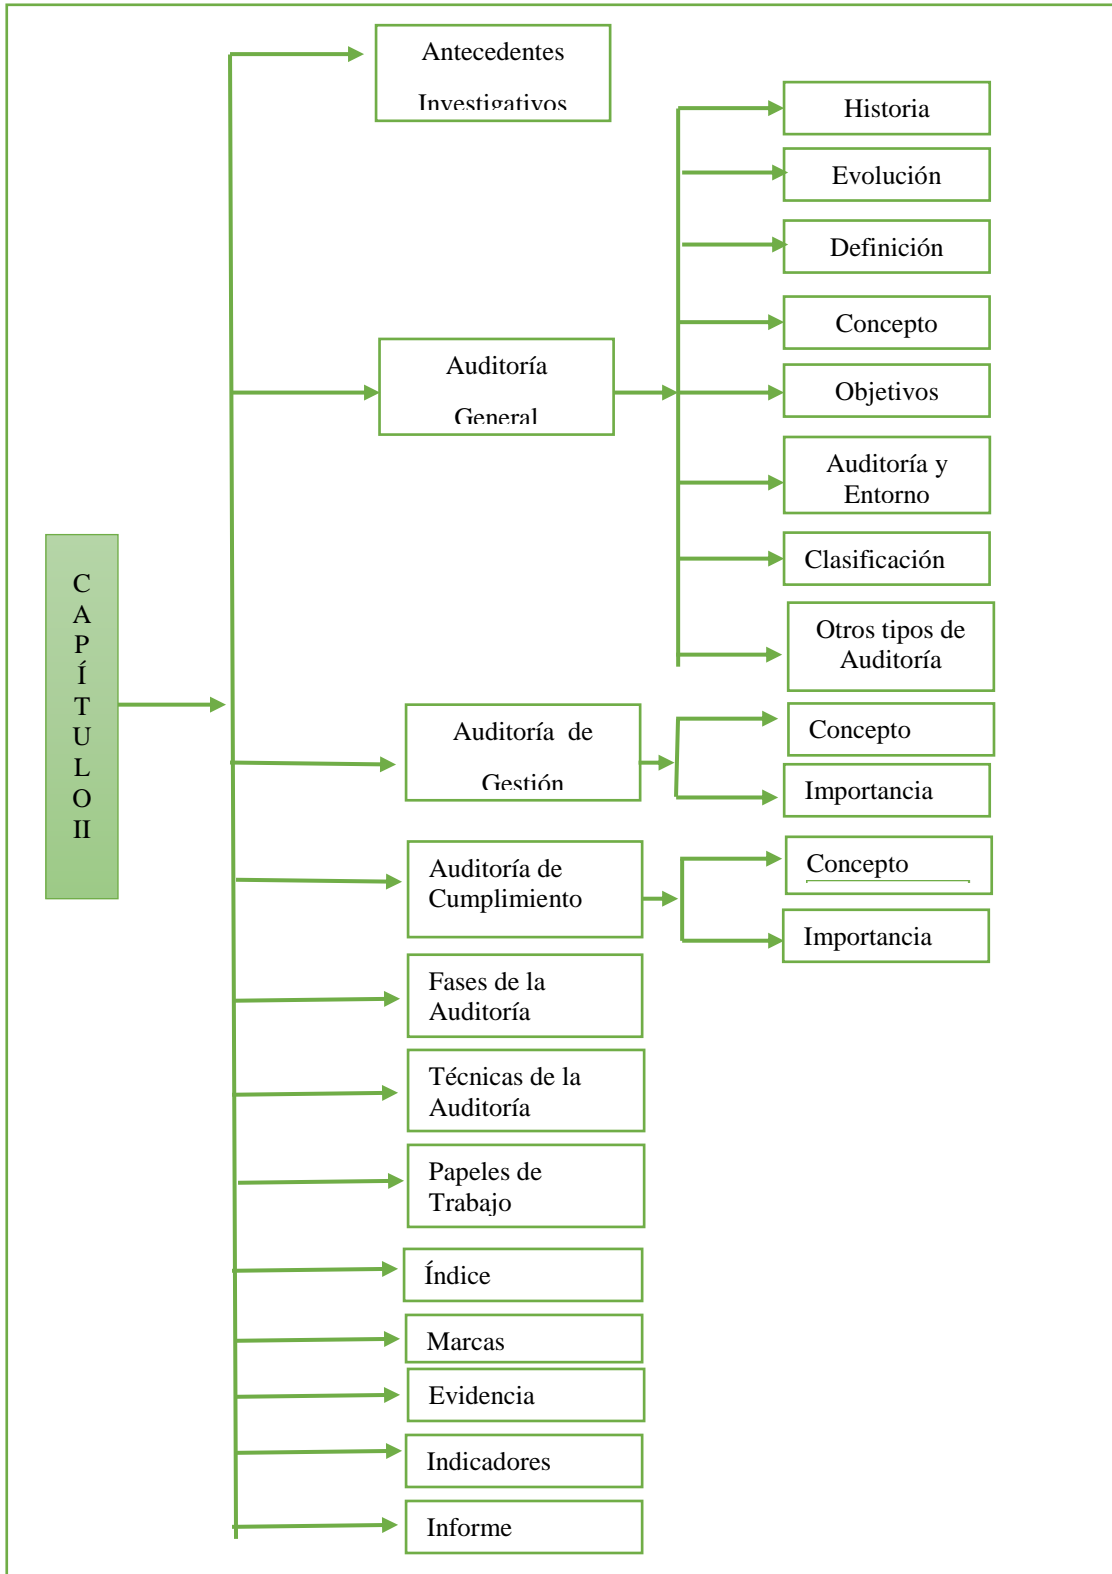 Antecedentes
Investigativos
Historia
Evolución
Definición
Concepto
Auditoría
General
Objetivos
Auditoría y
Entorno
Clasificación
Otros tipos de
Auditoría
C
A
P
Í
T
U
L
O
II
Auditoría de
Gestión
Concepto
Importancia
Auditoría de
Cumplimiento
Concepto
Importancia
Fases de la
Auditoría
Técnicas de la
Auditoría
Papeles de
Trabajo
Índice
Marcas
Evidencia
Indicadores
Informe